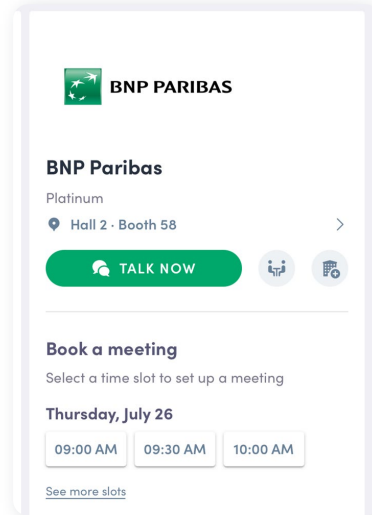 BNP PARIBAS
BNP Paribas
Platinum
Hall 2 · Booth 58
TALK NOW
Book a meeting
Select a time slot to set up a meeting
Thursday, July 26
09:00 AM 09:30 AM 10:00 AM
See more slots